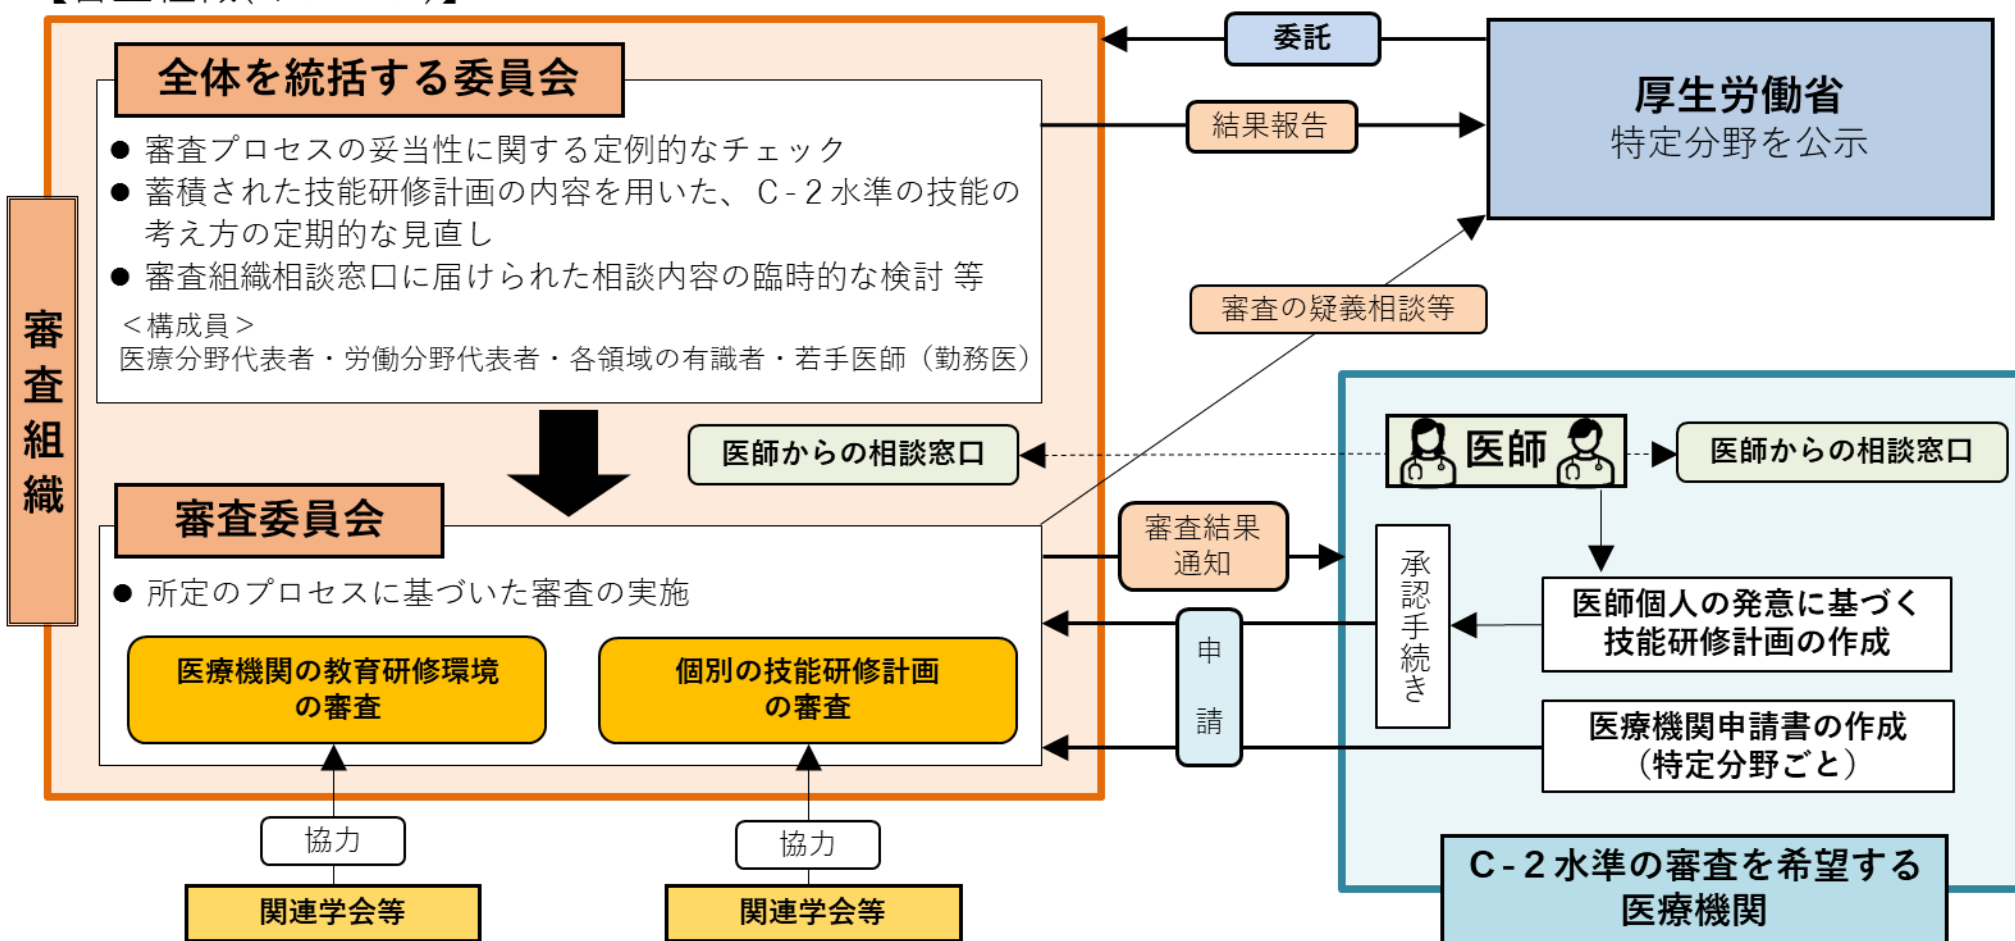 審査組織
全体を統括する委員会
● 審査プロセスの妥当性に関する定例的なチェック
● 蓄積された技能研修計画の内容を用いた、C-2水準の技能の
考え方の定期的な見直し
● 審査組織相談窓口に届けられた相談内容の臨時的な検討 等
＜構成員＞
医療分野代表者・労働分野代表者・各領域の有識者・若手医師（勤務医）
医師からの相談窓口
審査委員会
● 所定のプロセスに基づいた審査の実施
医療機関の教育研修環境
の審査
個別の技能研修計画
の審査
協力
協力
関連学会等
関連学会等
委託
結果報告
審査の疑義相談等
審査結果
通知
申請
厚生労働省
特定分野を公示
医師
医師からの相談窓口
承認手続き
医師個人の発意に基づく
技能研修計画の作成
医療機関申請書の作成
（特定分野ごと）
C-2水準の審査を希望する
医療機関